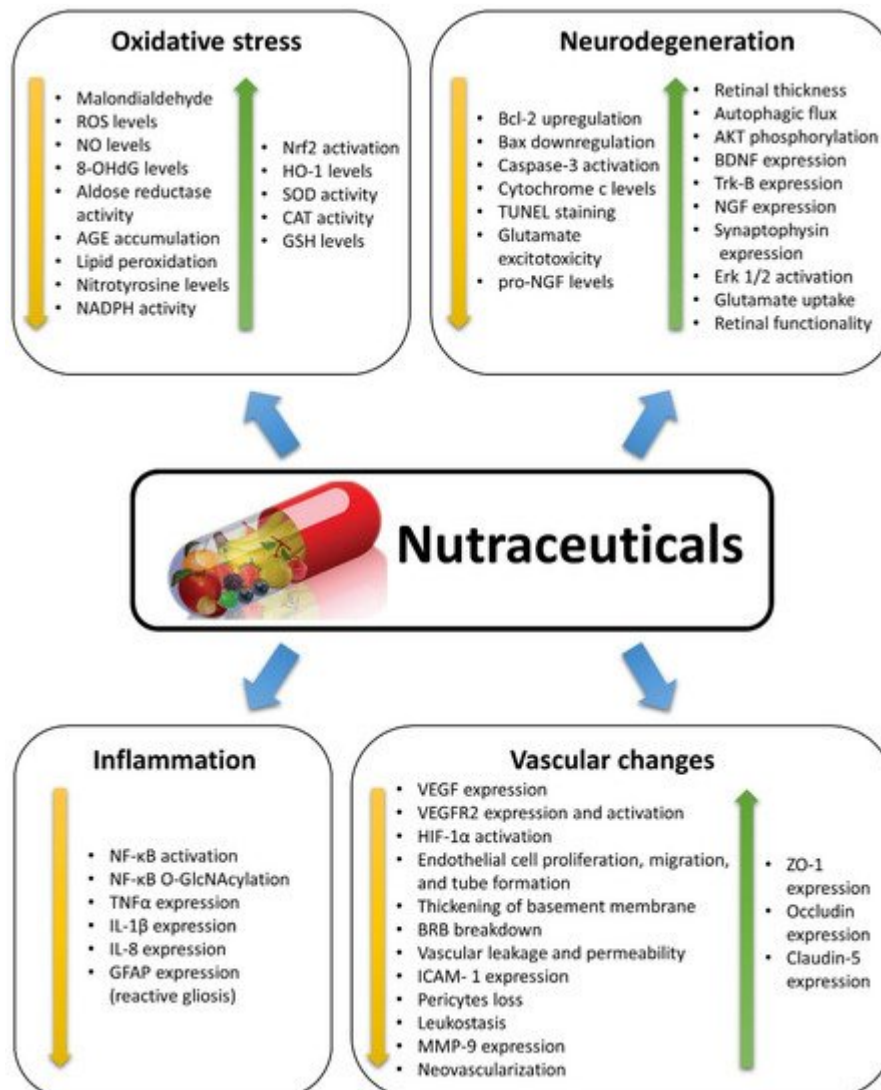 Oxidative stress
• Malondialdehyde
• ROS levels
• NO levels
• 8-OHdG levels
• Aldose reductase
activity
• AGE accumulation
• Lipid peroxidation
• Nitrotyrosine levels
• NADPH activity
• Nrf2 activation
• HO-1 levels
• SOD activity
• CAT activity
• GSH levels
Neurodegeneration
• Bcl-2 upregulation
• Bax downregulation
• Caspase-3 activation
• Cytochrome c levels
• TUNEL staining
• Glutamate
excitotoxicity
• pro-NGF levels
• Retinal thickness
• Autophagic flux
• AKT phosphorylation
• BDNF expression
• Trk-B expression
• NGF expression
• Synaptophysin
expression
• Erk 1/2 activation
• Glutamate uptake
• Retinal functionality
Nutraceuticals
Inflammation
• NF-κB activation
• NF-κB O-GlcNAcylation
• TNFα expression
• IL-1β expression
• IL-8 expression
• GFAP expression
(reactive gliosis)
Vascular changes
• VEGF expression
• VEGFR2 expression and activation
• HIF-1α activation
• Endothelial cell proliferation, migration,
and tube formation
• Thickening of basement membrane
• BRB breakdown
• Vascular leakage and permeability
• ICAM- 1 expression
• Pericytes loss
• Leukostasis
• MMP-9 expression
• Neovascularization
• ZO-1
expression
• Occludin
expression
• Claudin-5
expression